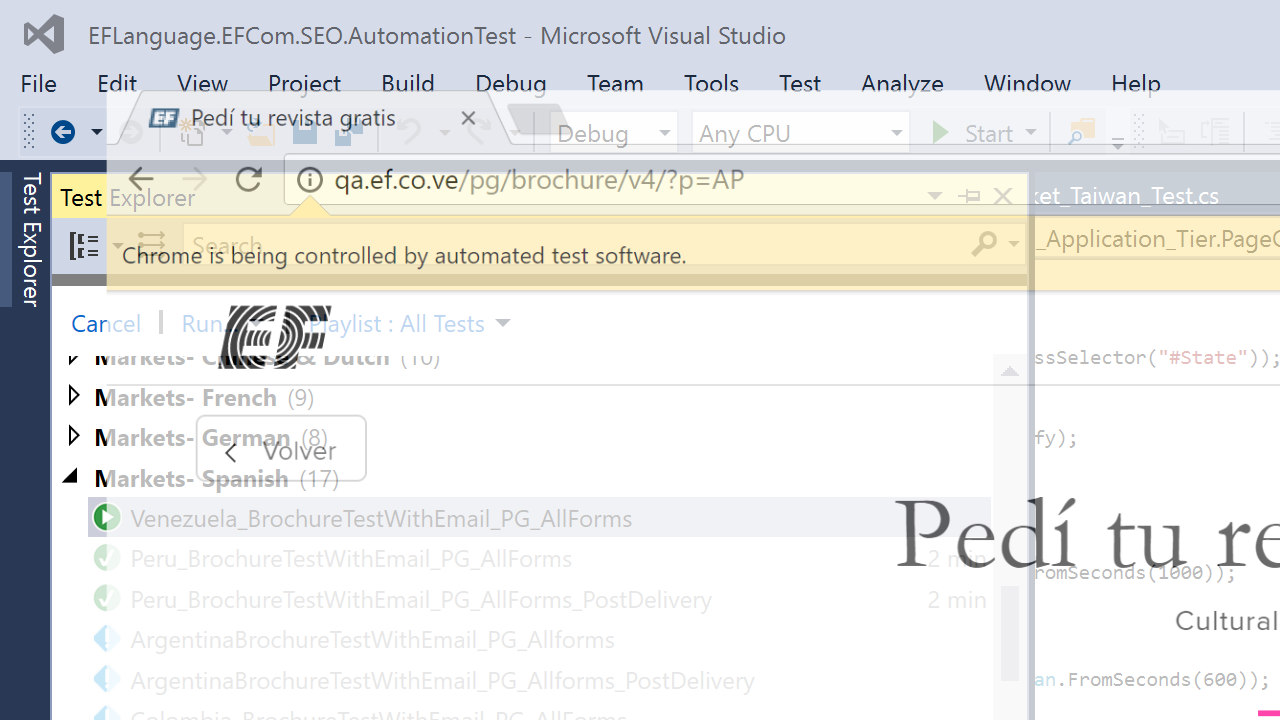 EFLanguage.EFCom.SEO.AutomationTest - Microsoft Visual Studio
File Edit View Project Build Debug Team Tools Test Analyze Window Help
EF Pedí tu revista gratis
Debug Any CPU Start
qa.ef.co.ve/pg/brochure/v4/?p=AP
Test Explorer
Test Explorer
ket_Taiwan_Test.cs
Search
_Application_Tier.PageO
Chrome is being controlled by automated test software.
EF
Cancel Run... Playlist : All Tests
Markets- Chinese & Dutch (10)
ssSelector("#State"));
Markets- French (9)
Markets- German (8)
fy);
Volver
Markets- Spanish (17)
Venezuela_BrochureTestWithEmail_PG_AllForms
Pedí tu re
Peru_BrochureTestWithEmail_PG_AllForms 2 min
romSeconds(1000));
Peru_BrochureTestWithEmail_PG_AllForms_PostDelivery 2 min
Cultural
ArgentinaBrochureTestWithEmail_PG_Allforms
ArgentinaBrochureTestWithEmail_PG_Allforms_PostDelivery
an.FromSeconds(600));
Colombia_BrochureTestWithEmail_PG_AllForms